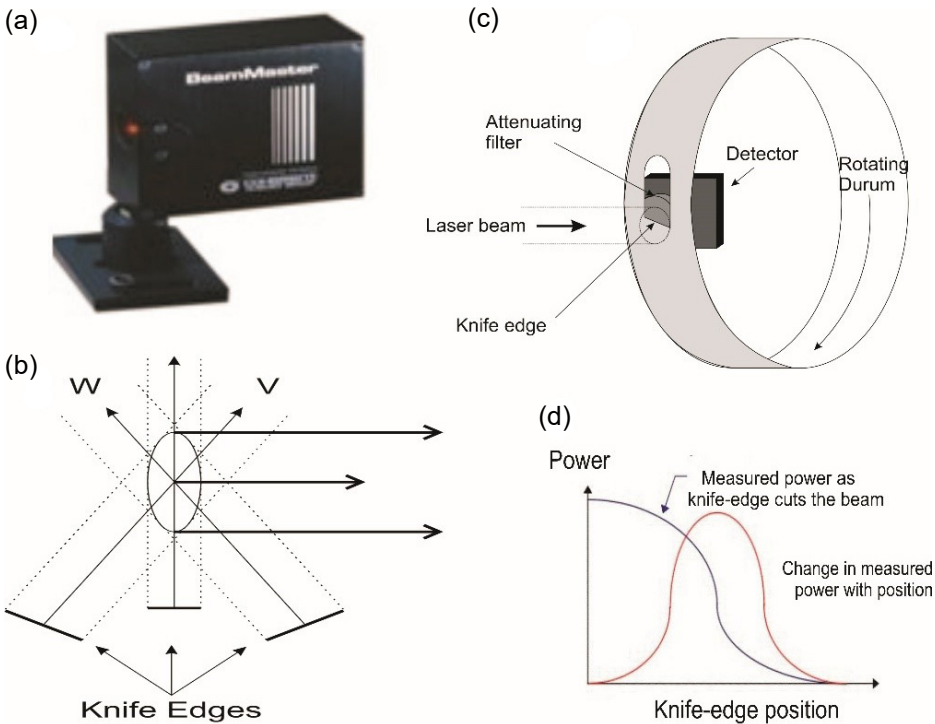 (a)
BeamMaster
(b)
W
V
Knife Edges
(c)
Attenuating
filter
Detector
Rotating
Durum
Laser beam
Knife edge
(d)
Power
Measured power as
knife-edge cuts the beam
Change in measured
power with position
Knife-edge position